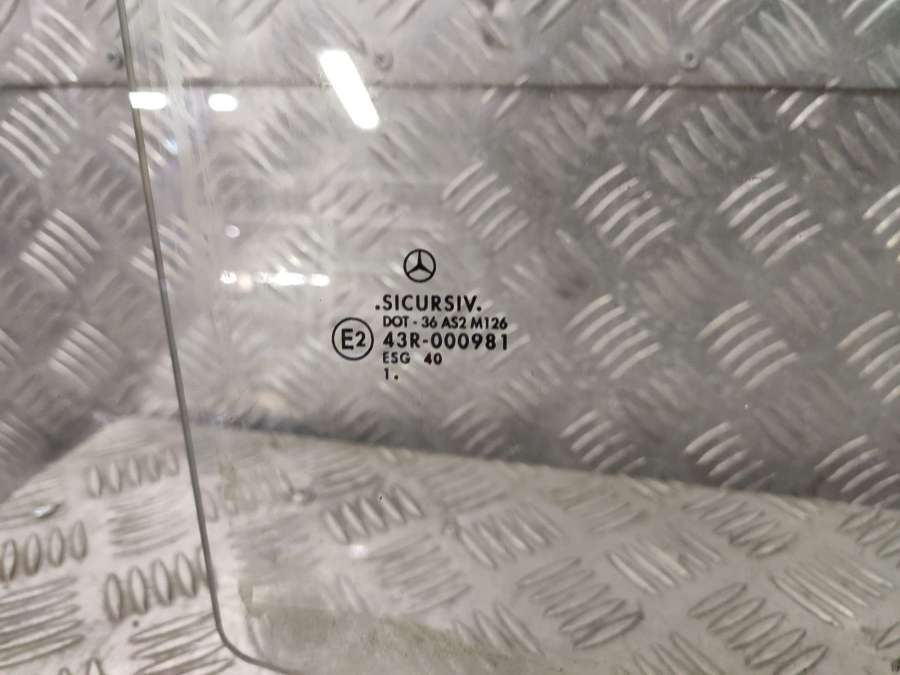 .SICURSIV.
DOT - 36 AS2 M126
E2 43R-000981
ESG 40
1.